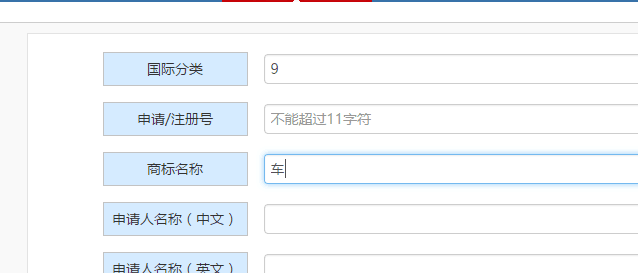 国际分类 9
申请/注册号 不能超过11字符
商标名称 车
申请人名称（中文）
申请人名称（英文）